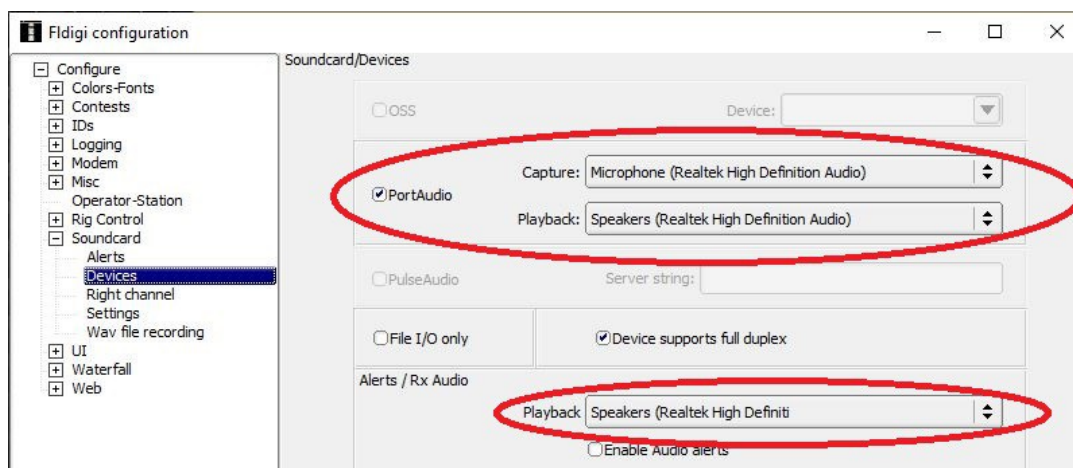 Fldigi configuration
Configure
Colors-Fonts
Contests
IDs
Logging
Modem
Misc
Operator-Station
Rig Control
Soundcard
Alerts
Devices
Right channel
Settings
Wav file recording
UI
Waterfall
Web
Soundcard/Devices
OSS Device:
Capture: Microphone (Realtek High Definition Audio)
PortAudio
Playback: Speakers (Realtek High Definition Audio)
PulseAudio Server string:
File I/O only Device supports full duplex
Alerts / Rx Audio
Playback Speakers (Realtek High Definiti
Enable Audio alerts